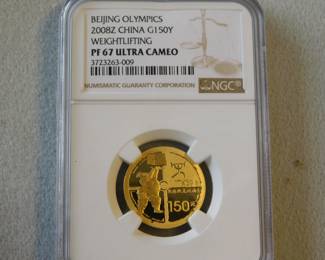 BEIJING OLYMPICS
2008Z CHINA G150Y
WEIGHTLIFTING
PF 67 ULTRA CAMEO
3723263-009
NUMISMATIC GUARANTY CORPORATION
NGC
150